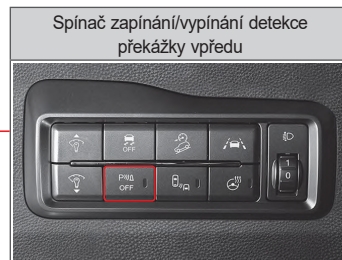 Spínač zapínání/vypínání detekce
překážky vpředu
OFF
OFF
1
0